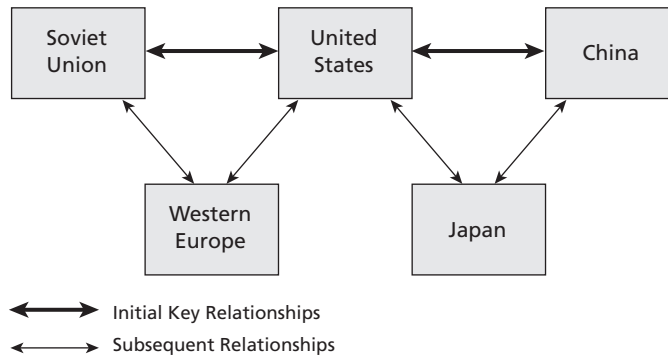 Soviet
Union
United
States
China
Western
Europe
Japan
Initial Key Relationships
Subsequent Relationships